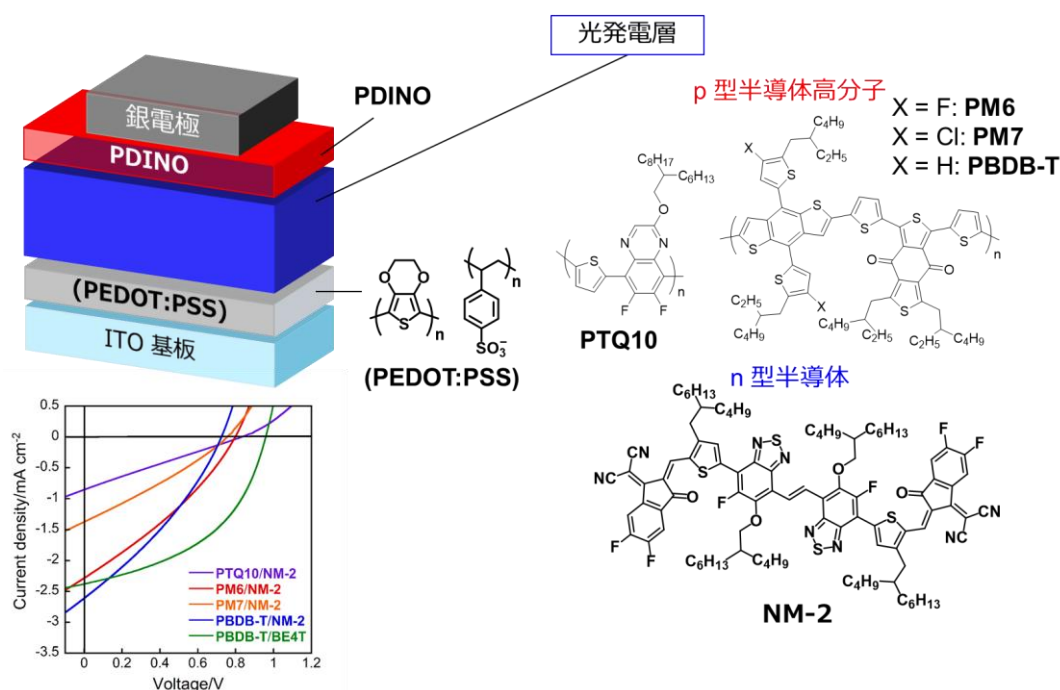 光発電層
銀電極
PDINO
PDINO
(PEDOT:PSS)
ITO 基板
O
O
S
n
n
SO₃⁻
(PEDOT:PSS)
p 型半導体高分子
X = F: PM6
X = Cl: PM7
X = H: PBDB-T
C₈H₁₇
C₆H₁₃
O
N
N
S
F
F
n
PTQ10
C₄H₉
C₂H₅
X
S
S
S
S
S
S
S
S
O
O
n
C₂H₅
C₄H₉
X
C₄H₉
C₂H₅
C₂H₅
C₄H₉
n 型半導体
C₆H₁₃
C₄H₉
C₄H₉
C₆H₁₃
NC
CN
O
F
F
S
N
S
N
F
O
C₆H₁₃
C₄H₉
O
F
N
S
N
S
C₄H₉
C₆H₁₃
O
F
F
CN
NC
NM-2
0.5
0
-0.5
-1
-1.5
-2
-2.5
-3
-3.5
Current density/mA cm⁻²
PTQ10/NM-2
PM6/NM-2
PM7/NM-2
PBDB-T/NM-2
PBDB-T/BE4T
0
0.2
0.4
0.6
0.8
1
1.2
Voltage/V